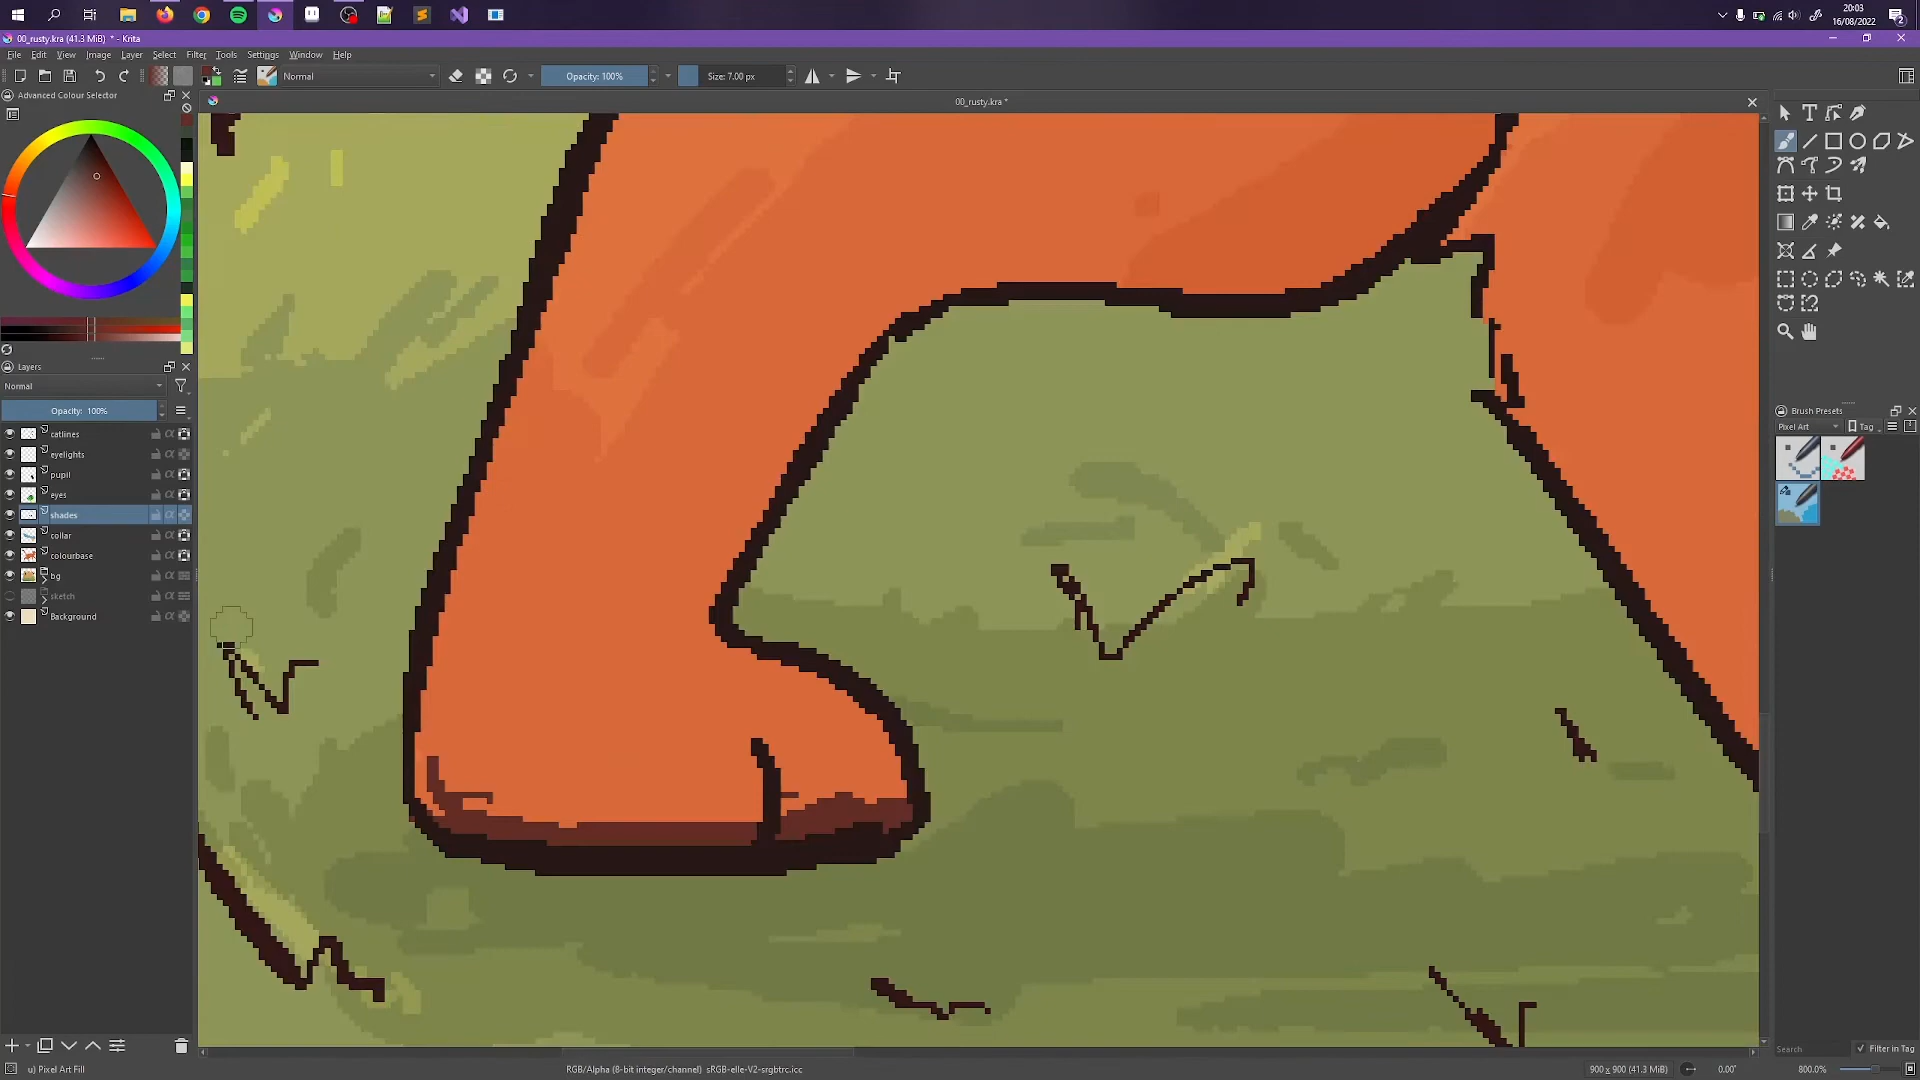 20:03
16/08/2022
00_rusty.kra (41.3 MiB) * - Krita
File Edit View Image Layer Select Filter Tools Settings Window Help
Normal
Opacity: 100%
Size: 7.00 px
Advanced Colour Selector
00_rusty.kra *
Layers
Normal
Opacity: 100%
catlines
eyelights
pupil
eyes
shades
collar
colourbase
bg
sketch
Background
Brush Presets
Pixel Art
Tag
Search
Filter in Tag
u) Pixel Art Fill
RGB/Alpha (8-bit integer/channel) sRGB-elle-V2-srgbtrc.icc
900 x 900 (41.3 MiB)
0.00°
800.0%